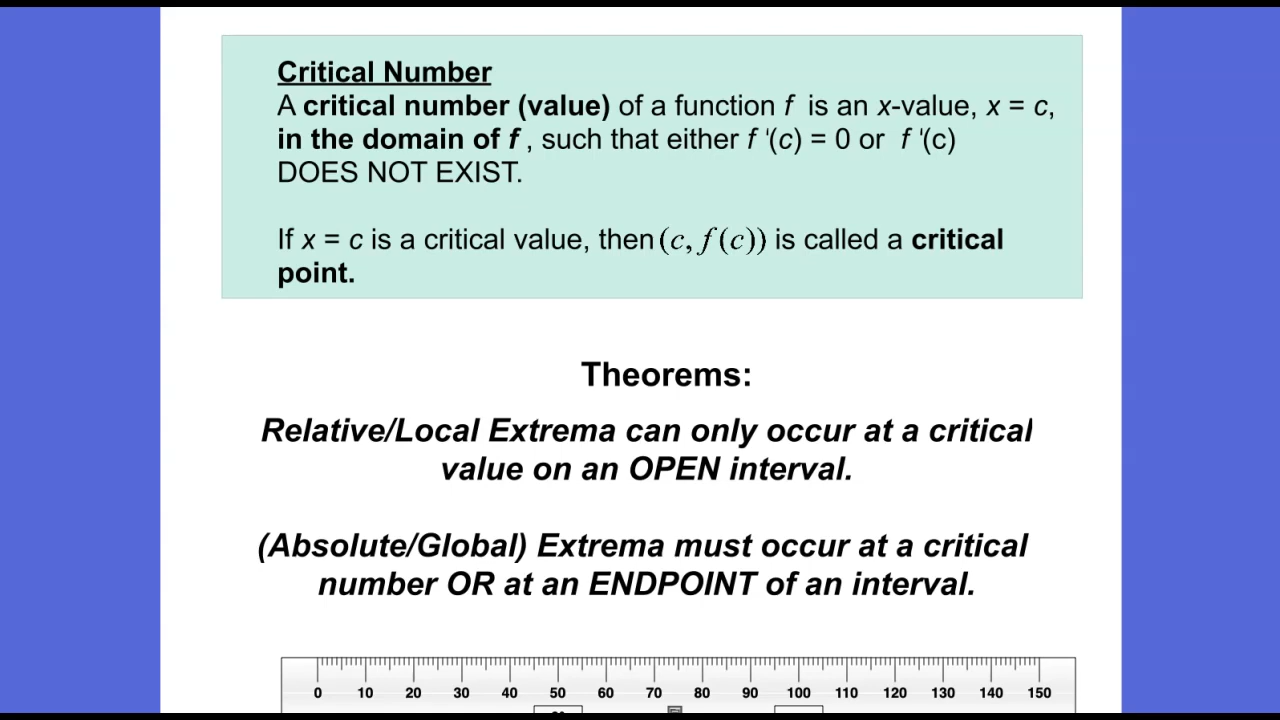 Critical Number
A critical number (value) of a function f is an x-value, x = c,
in the domain of f , such that either f '(c) = 0 or f '(c)
DOES NOT EXIST.
If x = c is a critical value, then (c, f (c)) is called a critical
point.
Theorems:
Relative/Local Extrema can only occur at a critical
value on an OPEN interval.
(Absolute/Global) Extrema must occur at a critical
number OR at an ENDPOINT of an interval.
0 10 20 30 40 50 60 70 80 90 100 110 120 130 140 150